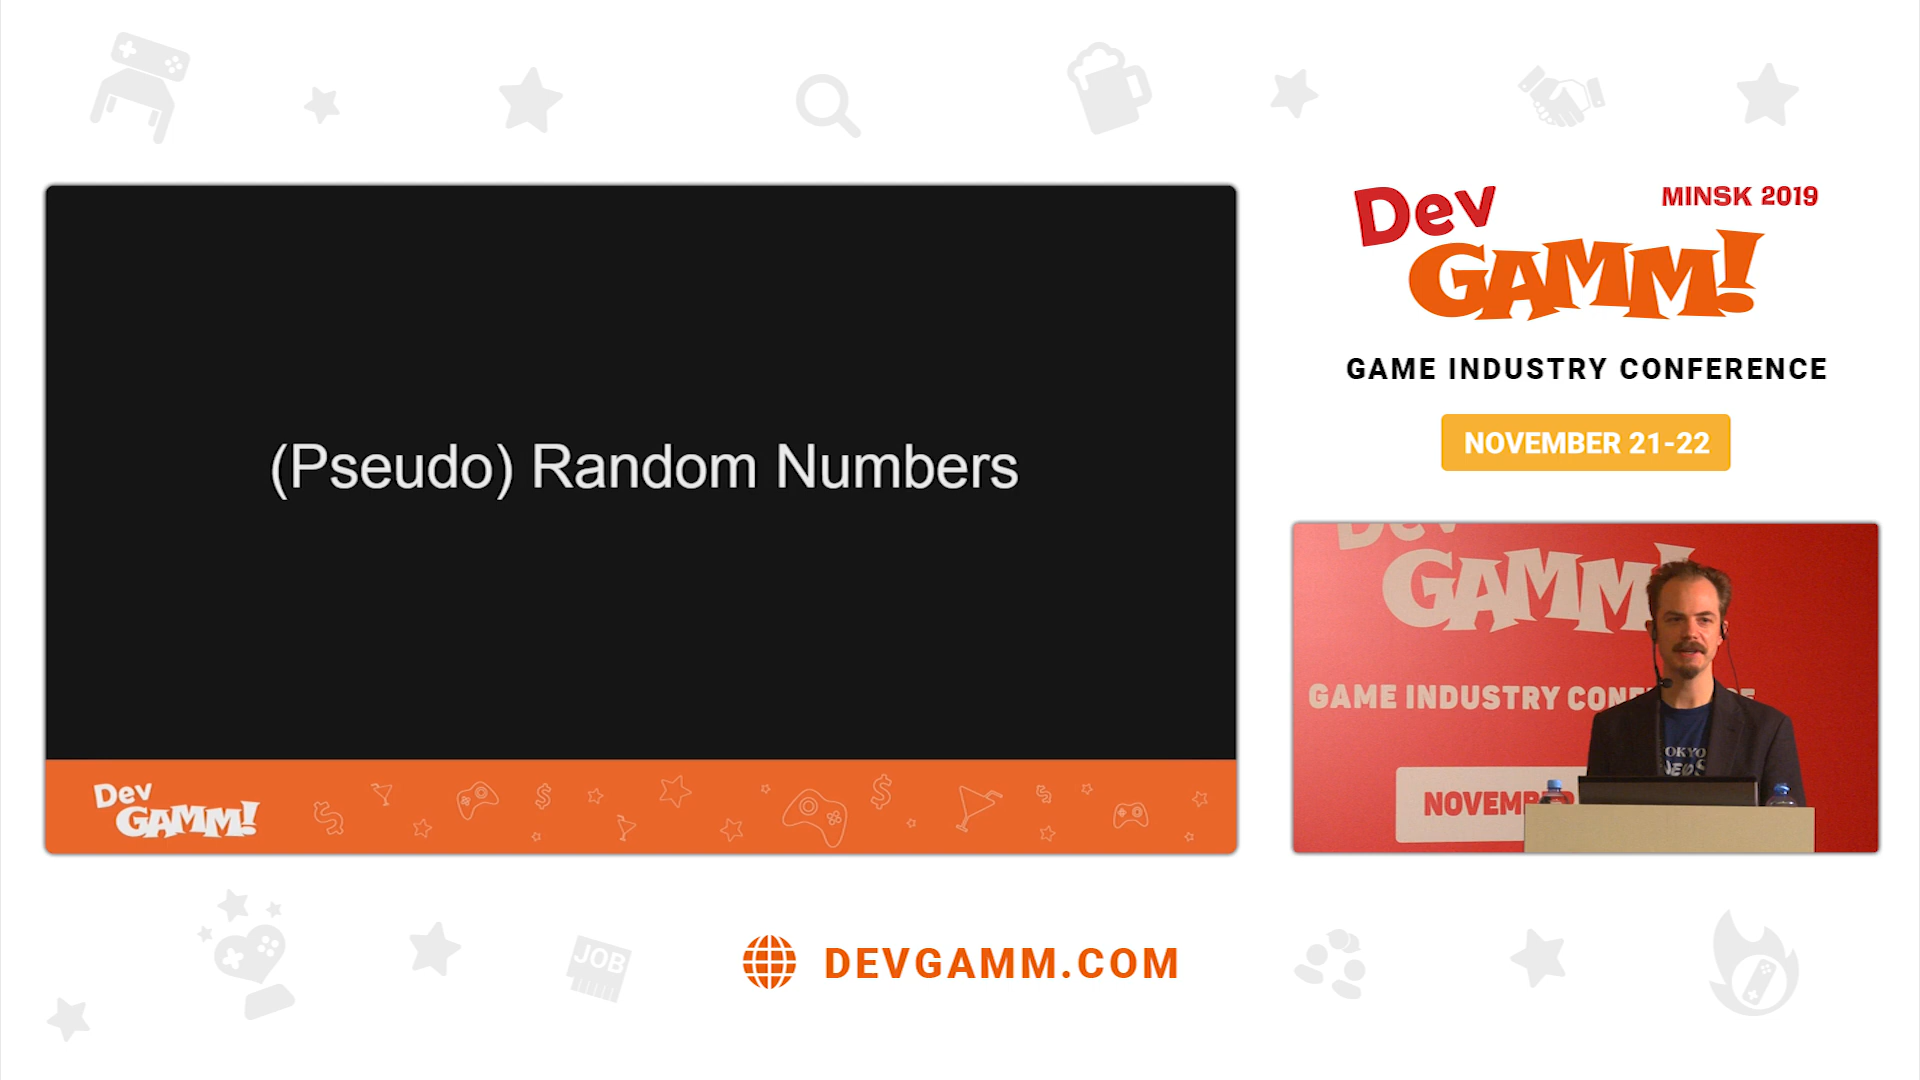 (Pseudo) Random Numbers
Dev
GAMM!
Dev
MINSK 2019
GAMM!
GAME INDUSTRY CONFERENCE
NOVEMBER 21-22
Dev
GAMM!
GAME INDUSTRY
JOB
DEVGAMM.COM